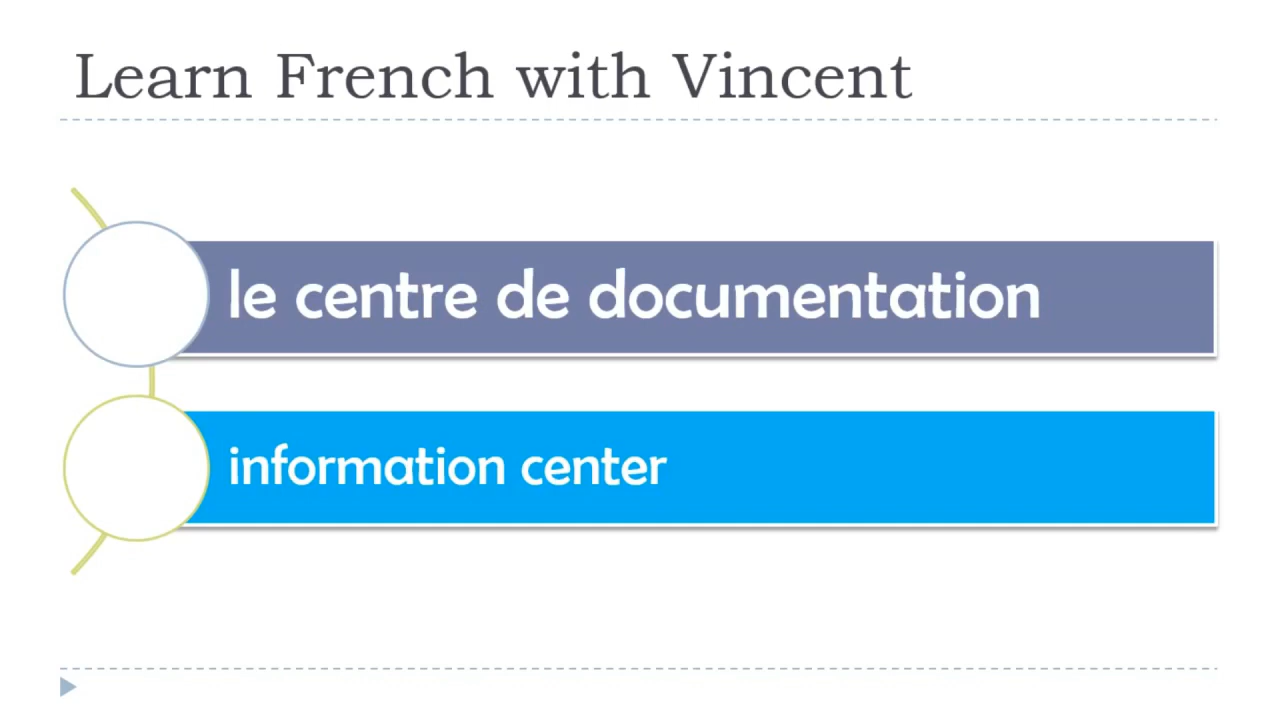 Learn French with Vincent
le centre de documentation
information center